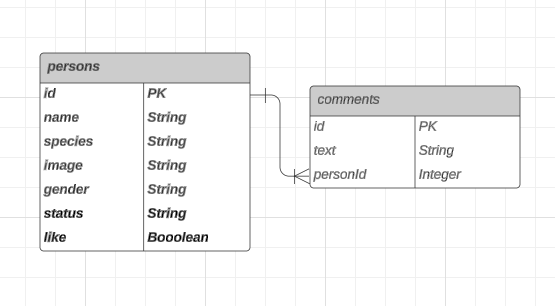 persons
id PK
name String
species String
image String
gender String
status String
like Booolean
comments
id PK
text String
personId Integer